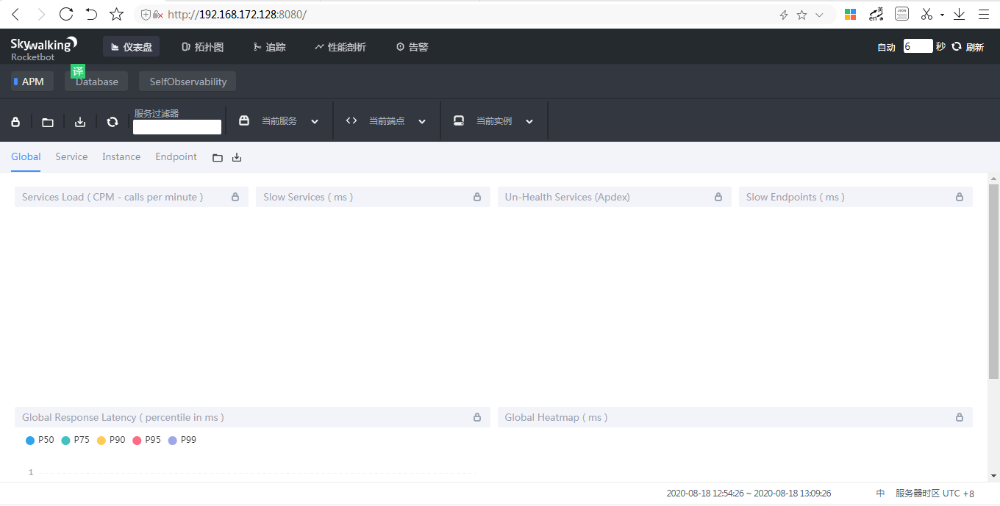 http://192.168.172.128:8080/
Skywalking
Rocketbot
仪表盘 拓扑图 追踪 性能剖析 告警 自动 6 秒 刷新
译
APM Database SelfObservability
服务过滤器
当前服务 当前端点 当前实例
Global Service Instance Endpoint
Services Load ( CPM - calls per minute ) Slow Services ( ms ) Un-Health Services (Apdex) Slow Endpoints ( ms )
Global Response Latency ( percentile in ms ) Global Heatmap ( ms )
P50 P75 P90 P95 P99
1
2020-08-18 12:54:26 ~ 2020-08-18 13:09:26 中 服务器时区 UTC +8